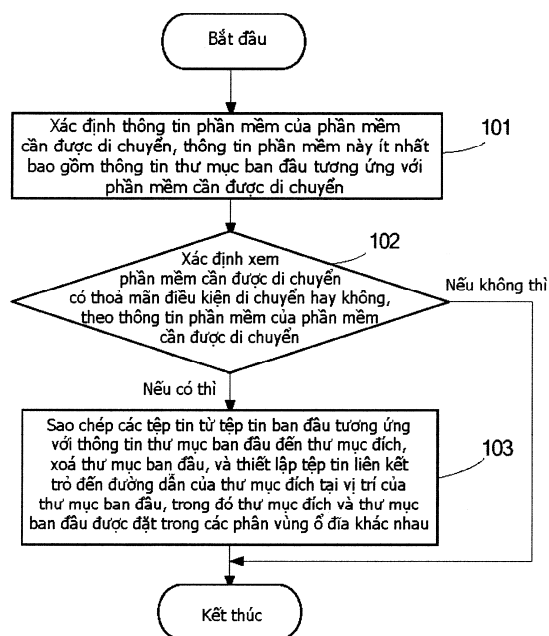 Bắt đầu
Xác định thông tin phần mềm của phần mềm
cần được di chuyển, thông tin phần mềm này ít nhất
bao gồm thông tin thư mục ban đầu tương ứng với
phần mềm cần được di chuyển
101
102
Xác định xem
phần mềm cần được di chuyển
có thoả mãn điều kiện di chuyển hay không,
theo thông tin phần mềm của phần mềm
cần được di chuyển
Nếu không thì
Nếu có thì
Sao chép các tệp tin từ tệp tin ban đầu tương ứng
với thông tin thư mục ban đầu đến thư mục đích,
xoá thư mục ban đầu, và thiết lập tệp tin liên kết
trỏ đến đường dẫn của thư mục đích tại vị trí của
thư mục ban đầu, trong đó thư mục đích và thư mục
ban đầu được đặt trong các phân vùng ổ đĩa khác nhau
103
Kết thúc